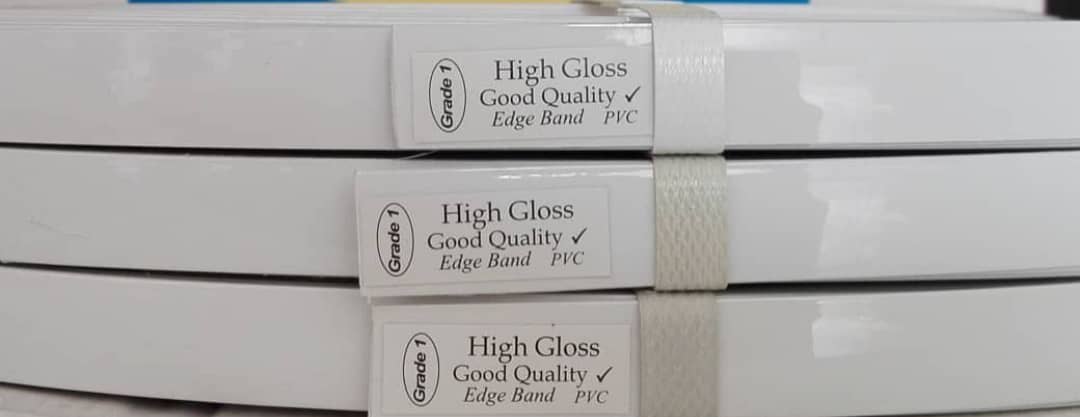 Grade 1
High Gloss
Good Quality ✓
Edge Band PVC
Grade 1
High Gloss
Good Quality ✓
Edge Band PVC
Grade 1
High Gloss
Good Quality ✓
Edge Band PVC